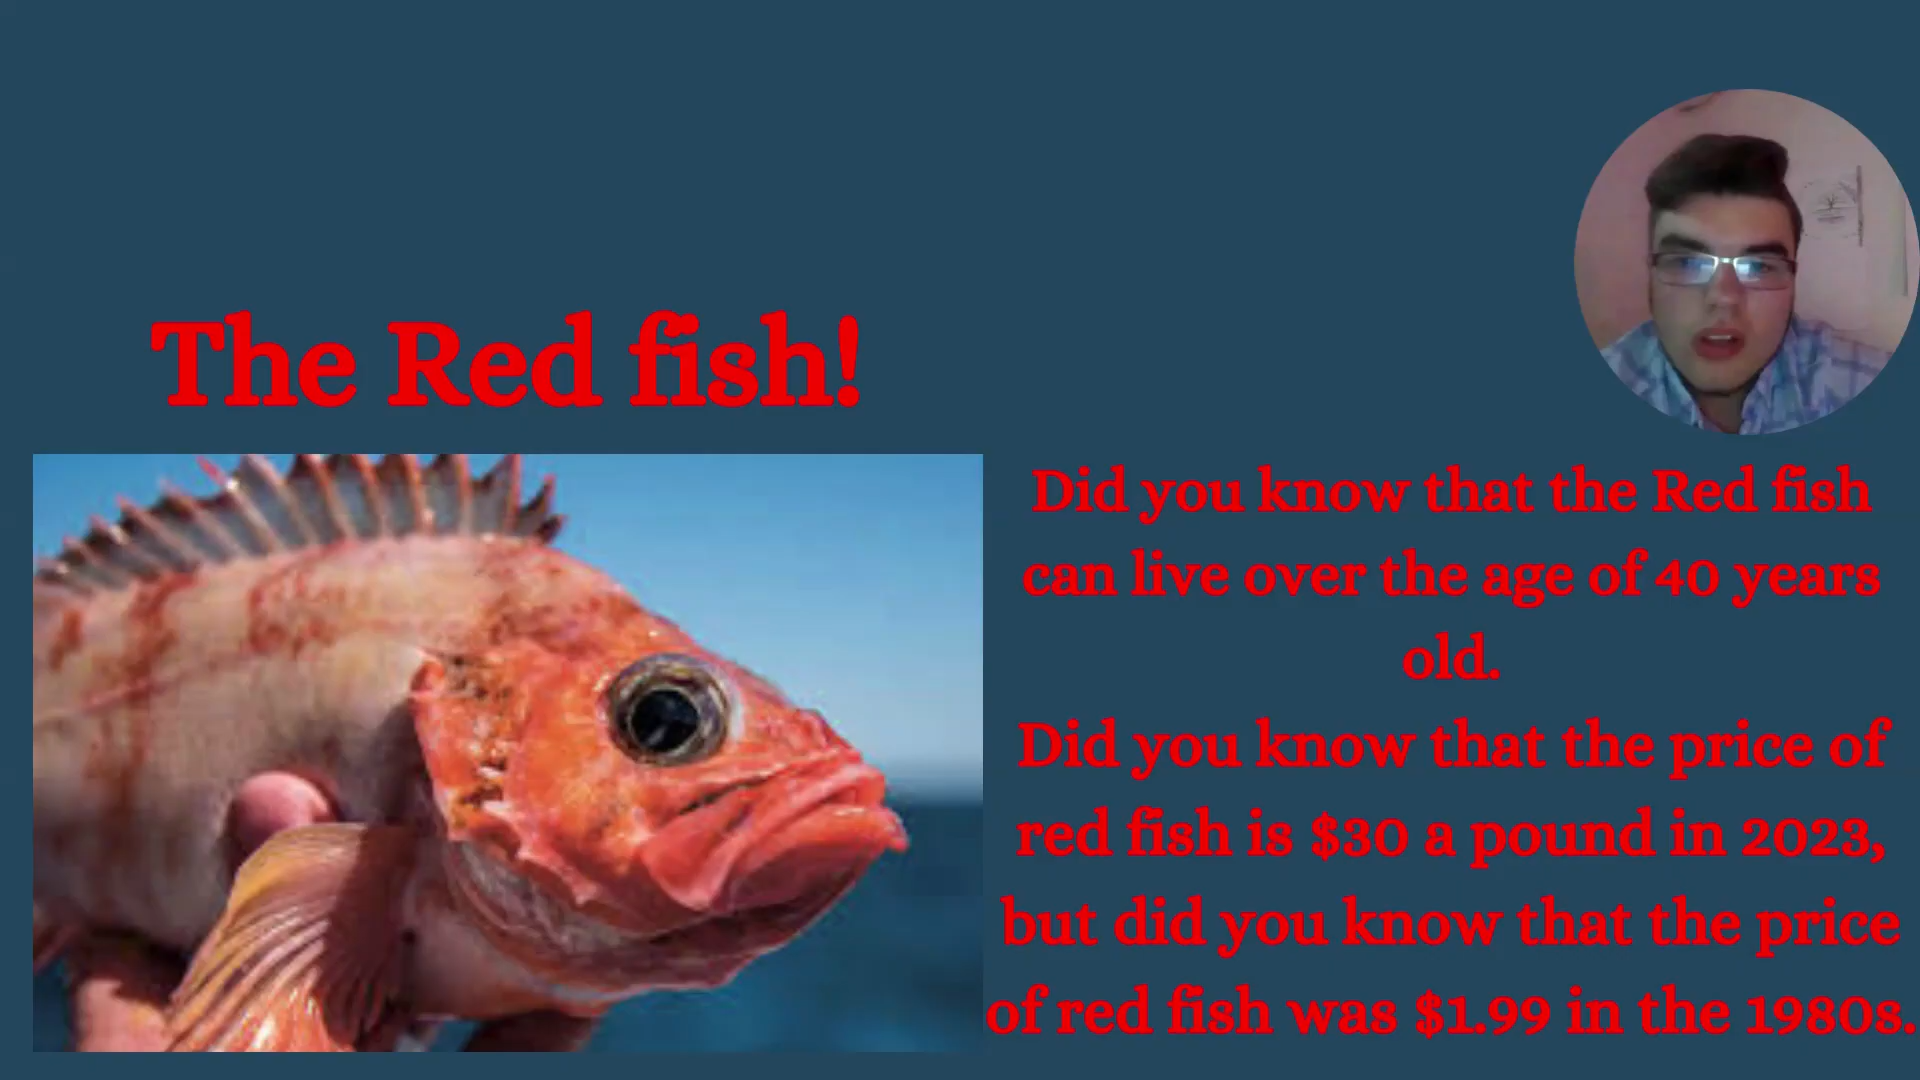 The Red fish!
Did you know that the Red fish
can live over the age of 40 years
old.
Did you know that the price of
red fish is $30 a pound in 2023,
but did you know that the price
of red fish was $1.99 in the 1980s.